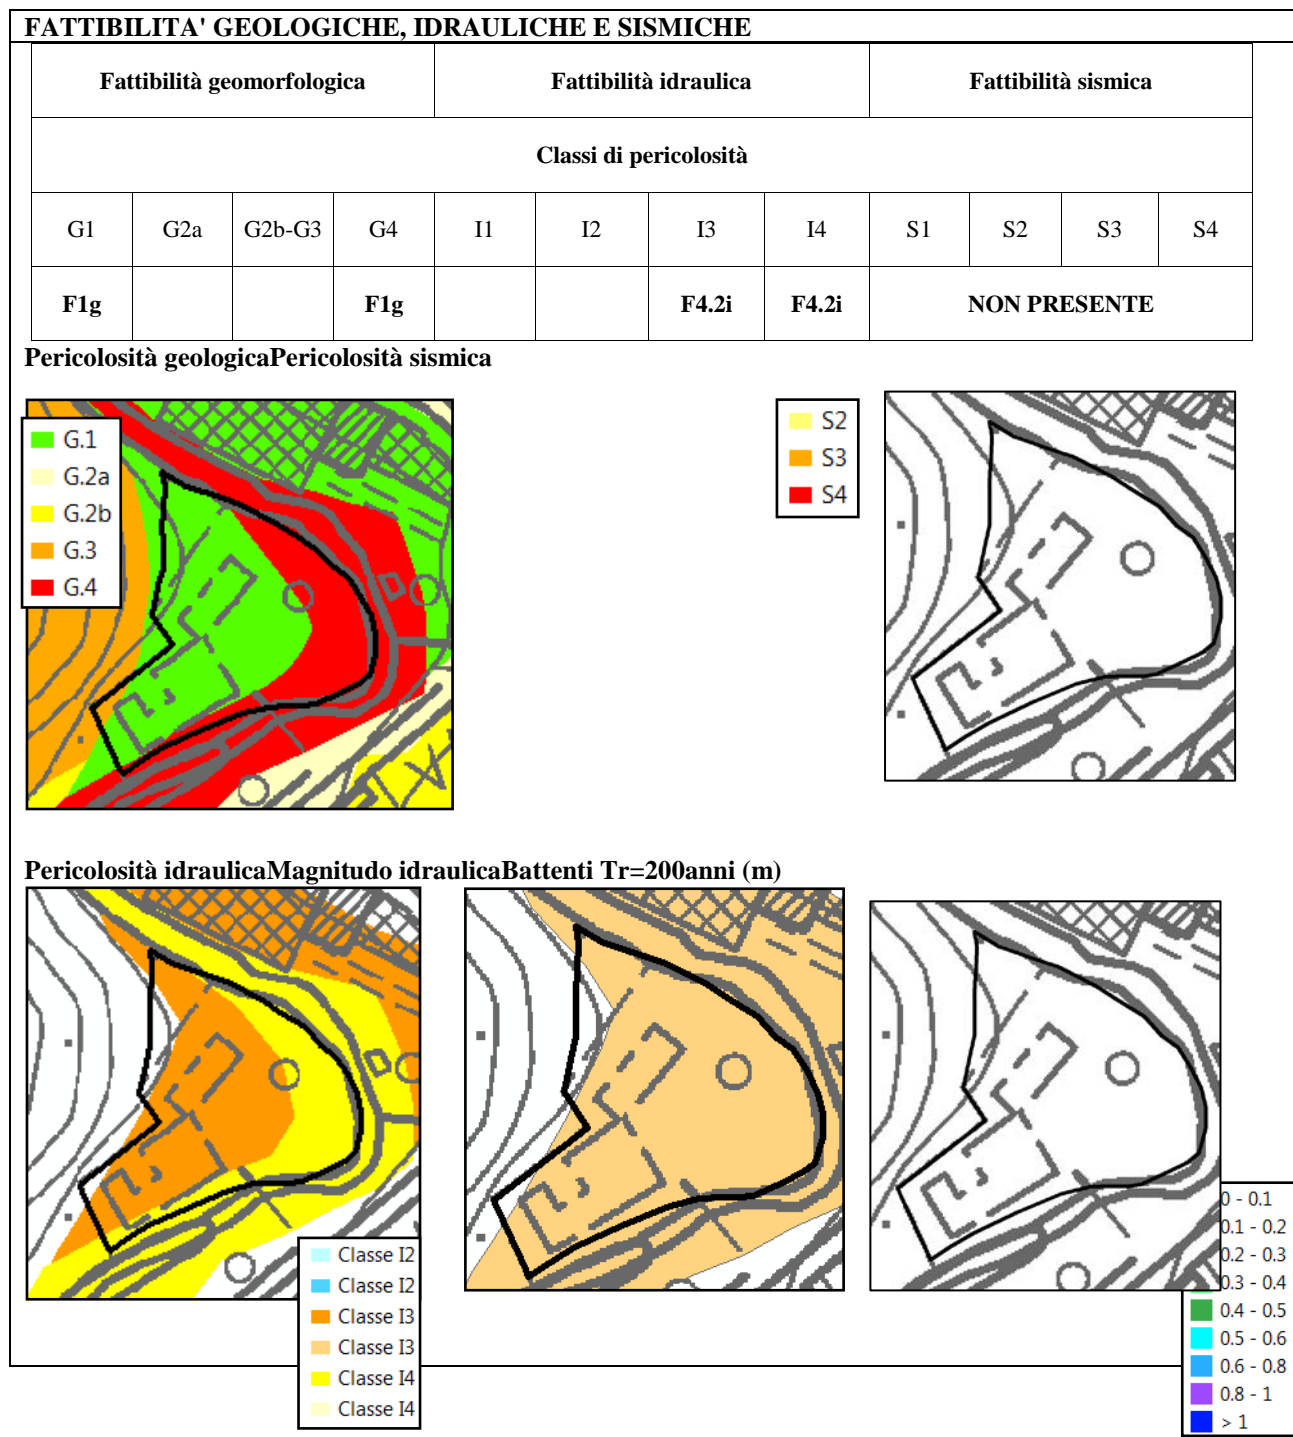 FATTIBILITA' GEOLOGICHE, IDRAULICHE E SISMICHE
Fattibilità geomorfologica Fattibilità idraulica Fattibilità sismica
Classi di pericolosità
G1 G2a G2b-G3 G4 I1 I2 I3 I4 S1 S2 S3 S4
F1g F1g F4.2i F4.2i NON PRESENTE
Pericolosità geologicaPericolosità sismica
G.1
G.2a
G.2b
G.3
G.4
S2
S3
S4
Pericolosità idraulicaMagnitudo idraulicaBattenti Tr=200anni (m)
Classe I2
Classe I2
Classe I3
Classe I3
Classe I4
Classe I4
0 - 0.1
0.1 - 0.2
0.2 - 0.3
0.3 - 0.4
0.4 - 0.5
0.5 - 0.6
0.6 - 0.8
0.8 - 1
> 1